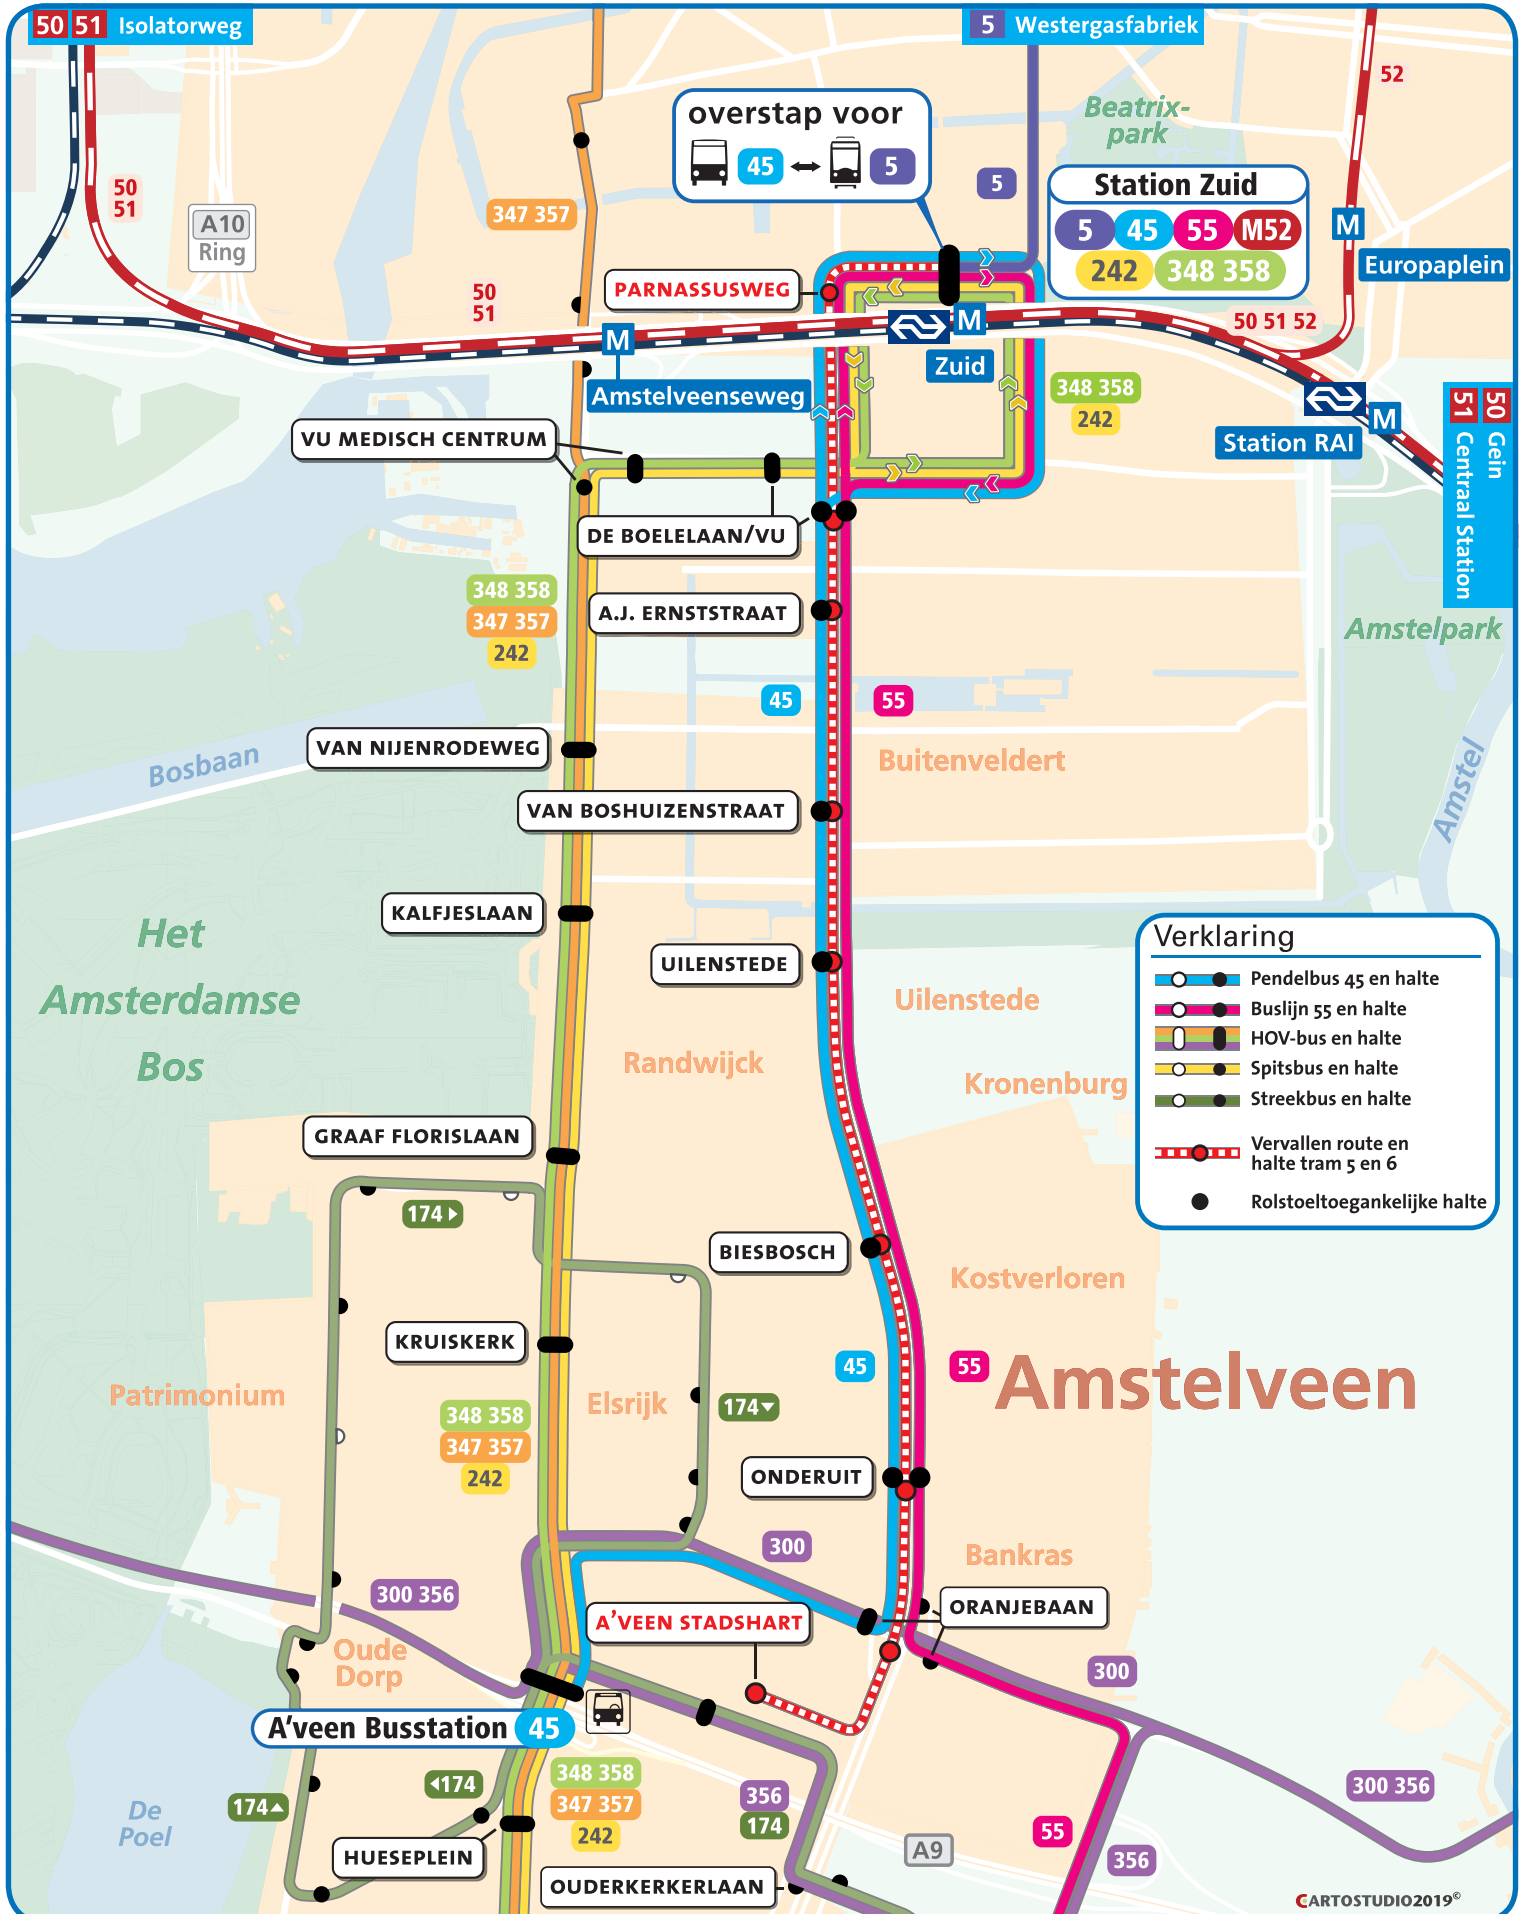 50 51 Isolatorweg
5 Westergasfabriek
52
Beatrix-
park
overstap voor
45 5
5
50
51
A10
Ring
347 357
Station Zuid
5 45 55 M52
242 348 358
M
Europaplein
PARNASSUSWEG
50
51
M
Amstelveenseweg
M
Zuid
50 51 52
348 358
242
M
Station RAI
50 Gein
51 Centraal Station
VU MEDISCH CENTRUM
DE BOELELAAN/VU
348 358
347 357
242
A.J. ERNSTSTRAAT
Amstelpark
45
55
VAN NIJENRODEWEG
Bosbaan
Buitenveldert
Amstel
VAN BOSHUIZENSTRAAT
KALFJESLAAN
Het
Amsterdamse
Bos
UILENSTEDE
Uilenstede
Randwijck
Kronenburg
Verklaring
Pendelbus 45 en halte
Buslijn 55 en halte
HOV-bus en halte
Spitsbus en halte
Streekbus en halte
Vervallen route en
halte tram 5 en 6
Rolstoeltoegankelijke halte
GRAAF FLORISLAAN
174
BIESBOSCH
Kostverloren
KRUISKERK
45
55
Amstelveen
Patrimonium
Elsrijk
174
348 358
347 357
242
ONDERUIT
300
Bankras
300 356
A'VEEN STADSHART
ORANJEBAAN
Oude
Dorp
300
A'veen Busstation 45
348 358
347 357
242
174
174
356
174
300 356
De
Poel
55
356
A9
HUESEPLEIN
OUDERKERKERLAAN
CARTOSTUDIO2019©